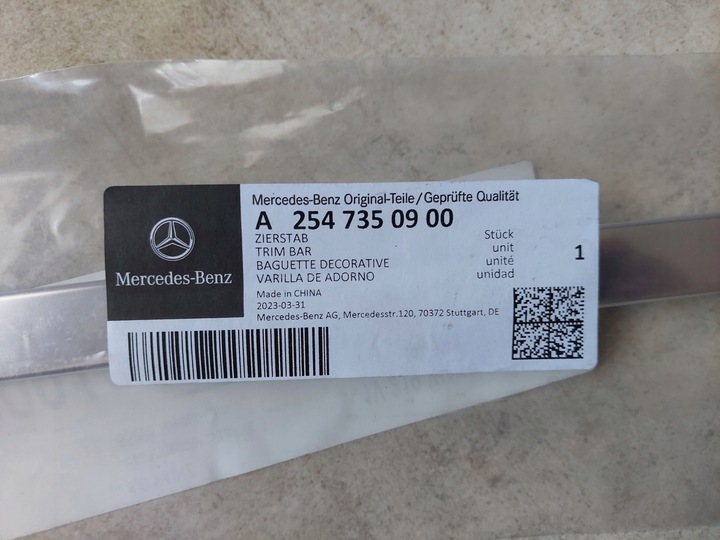 Mercedes-Benz Original-Teile/Geprüfte Qualität
A 254 735 09 00
ZIERSTAB Stück
TRIM BAR unit 1
BAGUETTE DECORATIVE unité
VARILLA DE ADORNO unidad
Mercedes-Benz
Made in CHINA
2023-03-31
Mercedes-Benz AG, Mercedesstr.120, 70372 Stuttgart, DE